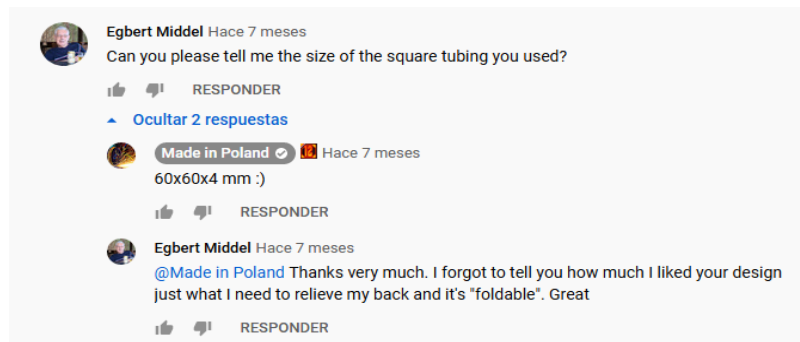 Egbert Middel Hace 7 meses
Can you please tell me the size of the square tubing you used?
RESPONDER
Ocultar 2 respuestas
Made in Poland Hace 7 meses
60x60x4 mm :)
RESPONDER
Egbert Middel Hace 7 meses
@Made in Poland Thanks very much. I forgot to tell you how much I liked your design
just what I need to relieve my back and it's "foldable". Great
RESPONDER